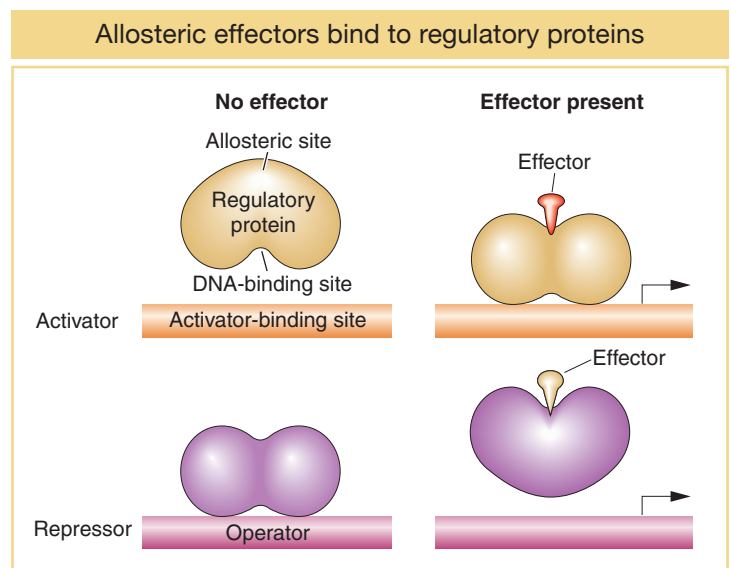 Allosteric effectors bind to regulatory proteins
No effector
Effector present
Allosteric site
Effector
Regulatory
protein
DNA-binding site
Activator
Activator-binding site
Effector
Repressor
Operator